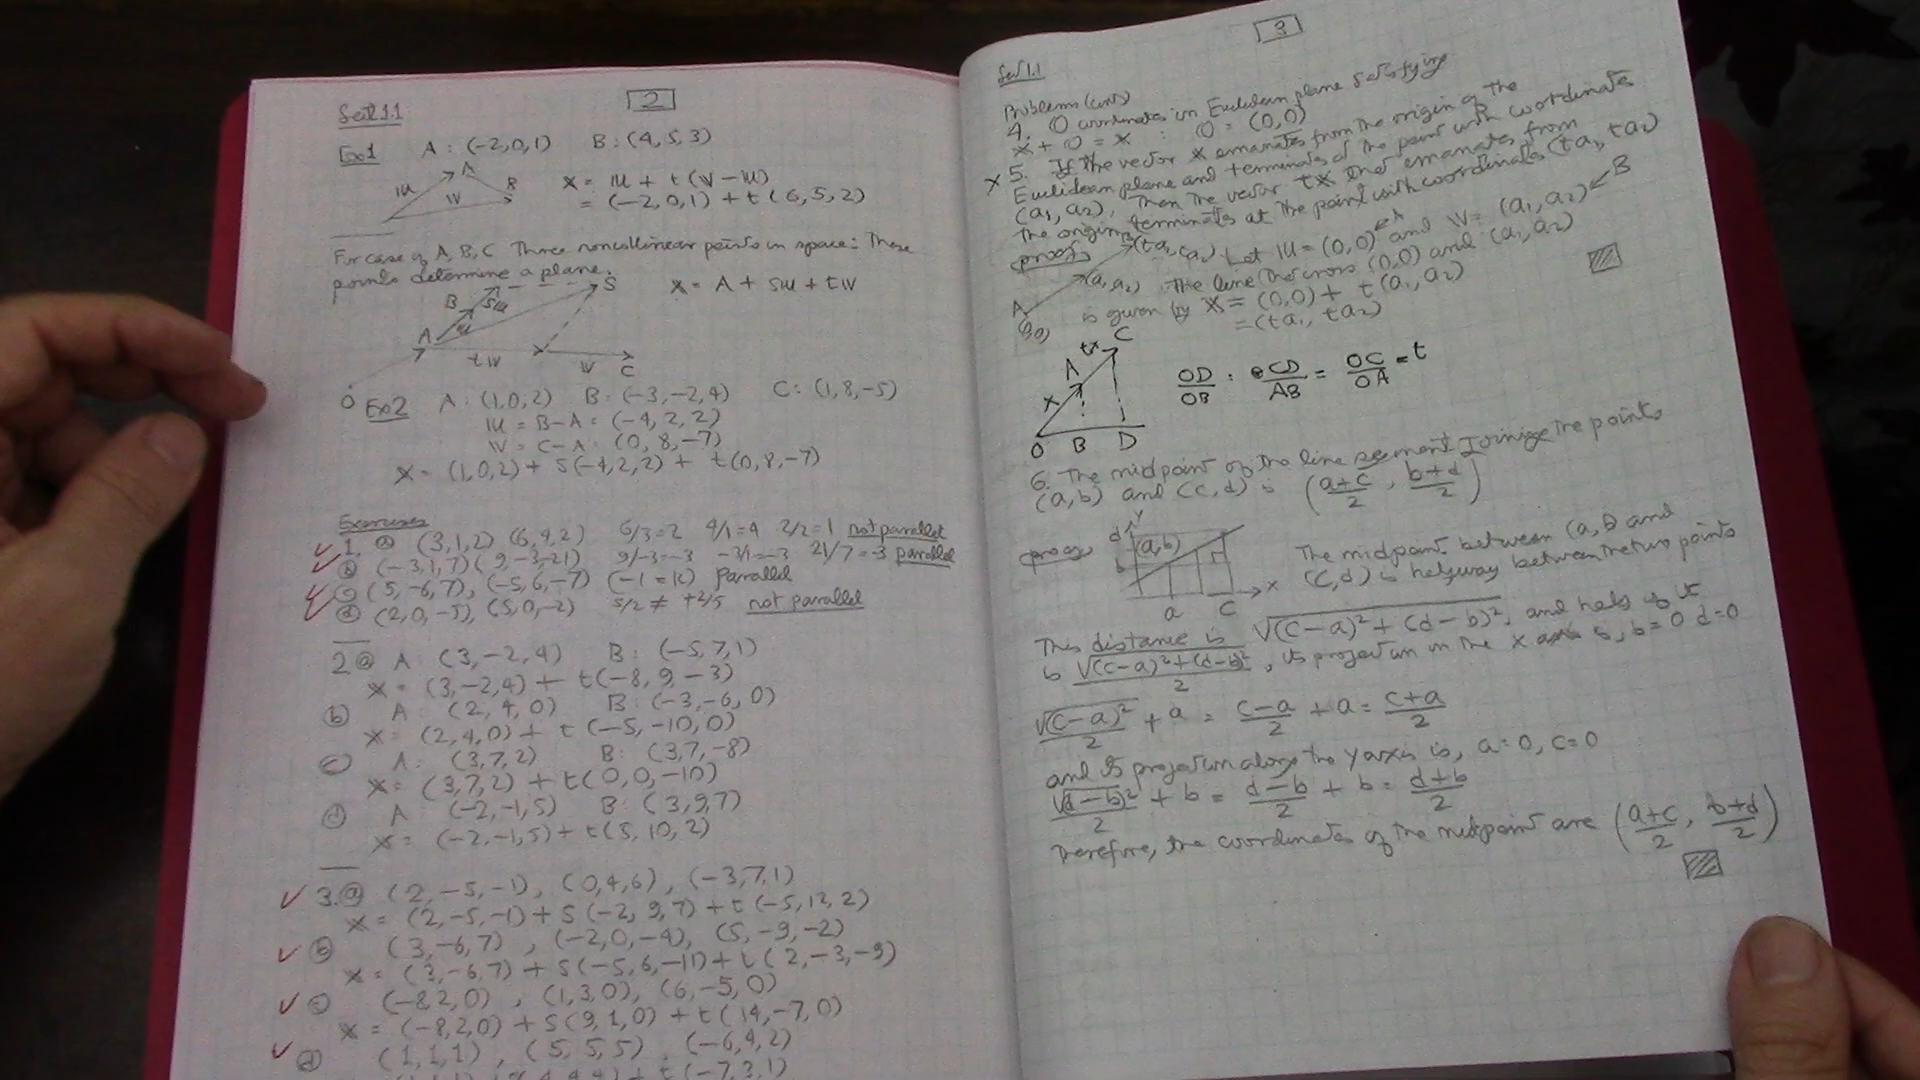 Sect 1.1
2
Ex 1 A: (-2,0,1) B: (4,5,3)
A
u
v
B
x = u + t(v-u)
= (-2,0,1) + t(6,5,2)
For case of A, B, C Three noncollinear points in space: These
points determine a plane.
x = A + su + tv
B su S
A u
tv v C
O
Ex 2 A: (1,0,2) B: (-3,-2,4) C: (1,8,-5)
u = B-A = (-4,2,2)
v = C-A = (0,8,-7)
x = (1,0,2) + s(-4,2,2) + t(0,8,-7)
Exercises
1. a (3,1,2) (6,4,2) 6/3=2 4/1=4 2/2=1 not parallel
b (-3,1,7) (9,-3,-21) 9/-3=-3 -3/1=-3 21/7=-3 parallel
c (5,-6,7), (-5,6,-7) (-1=k) parallel
d (2,0,-5), (5,0,-2) 5/2 ≠ +2/5 not parallel
2 a A: (3,-2,4) B: (-5,7,1)
x = (3,-2,4) + t(-8,9,-3)
b A: (2,4,0) B: (-3,-6,0)
x = (2,4,0) + t(-5,-10,0)
c A: (3,7,2) B: (3,7,-8)
x = (3,7,2) + t(0,0,-10)
d A (-2,-1,5) B: (3,9,7)
x = (-2,-1,5) + t(5,10,2)
3. a (2,-5,-1), (0,4,6), (-3,7,1)
x = (2,-5,-1) + s(-2,9,7) + t(-5,12,2)
b (3,-6,7), (-2,0,-4), (5,-9,-2)
x = (3,-6,7) + s(-5,6,-11) + t(2,-3,-9)
c (-8,2,0), (1,3,0), (6,-5,0)
x = (-8,2,0) + s(9,1,0) + t(14,-7,0)
d (1,1,1), (5,5,5), (-6,4,2)
+ t(-7,3,1)
3
Sect 1.1
Problems (cont)
4. 0 coordinates in Euclidean plane satisfying
x + 0 = x : 0 = (0,0)
x 5. If the vector x emanates from the origin of the
Euclidean plane and terminates at the point with coordinates
(a1, a2), Then the vector tx that emanates from
the origin terminates at the point with coordinates (ta1, ta2)
proof B (ta1, ta2). Let u = (0,0) ← A and v = (a1, a2) ← B
(a1, a2) The line thru (0,0) and (a1, a2)
A
(0,0) is given by x = (0,0) + t(a1, a2)
= (ta1, ta2)
tx C
A
x
O B D
OD/OB = CD/AB = OC/OA = t
6. The midpoint of the line segment Joining the points
(a,b) and (c,d) is ((a+c)/2, (b+d)/2)
proof
d y
(a,b)
b
a C x
The midpoint between (a,b) and
(c,d) is halfway between the two points
This distance is √((c-a)²+(d-b)²), and half of it
is √((c-a)²+(d-b)²)/2, its projection on the x axis is, b=0 d=0
√(c-a)²/2 + a = (c-a)/2 + a = (c+a)/2
and its projection along the y axis is, a=0, c=0
√(d-b)²/2 + b = (d-b)/2 + b = (d+b)/2
Therefore, the coordinates of the midpoint are ((a+c)/2, (b+d)/2)